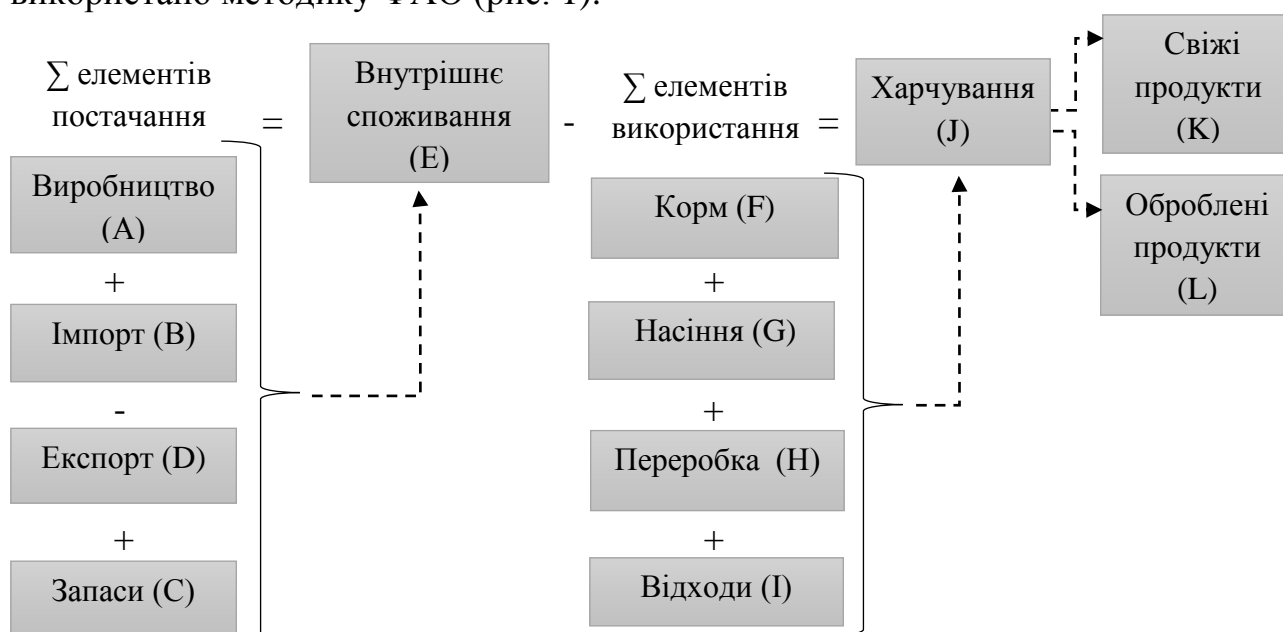 використано методику ФАО (рис. 1).
∑ елементів
постачання
=
Внутрішнє
споживання
(E)
-
∑ елементів
використання
=
Харчування
(J)
Свіжі
продукти
(K)
Оброблені
продукти
(L)
Виробництво
(A)
+
Імпорт (B)
-
Експорт (D)
+
Запаси (C)
Корм (F)
+
Насіння (G)
+
Переробка (H)
+
Відходи (I)